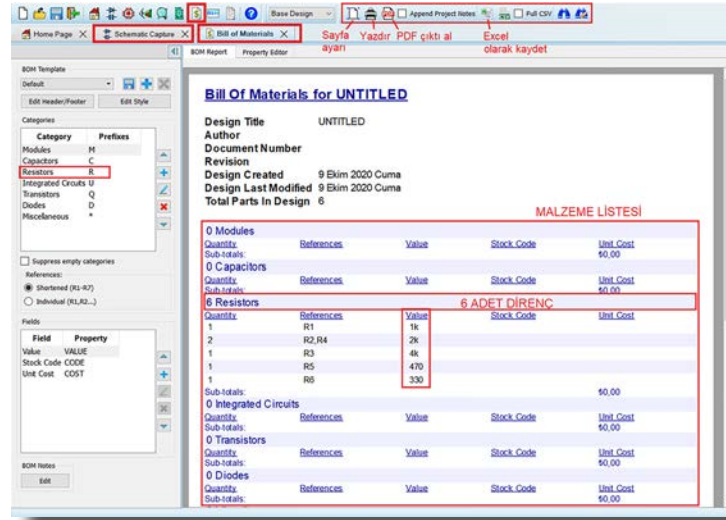 Base Design
Append Project Notes
Full CSV
Home Page
Schematic Capture
Bill of Materials
Sayfa ayarı
Yazdır
PDF çıktı al
Excel olarak kaydet
BOM Report Property Editor
BOM Template
Default
Edit Header/Footer Edit Style
Categories
Category Prefixes
Modules M
Capacitors C
Resistors R
Integrated Circuits U
Transistors Q
Diodes D
Miscellaneous *
Suppress empty categories
References:
Shortened (R1-R7)
Individual (R1,R2...)
Fields
Field Property
Value VALUE
Stock Code CODE
Unit Cost COST
BOM Notes
Edit
Bill Of Materials for UNTITLED
Design Title UNTITLED
Author
Document Number
Revision
Design Created 9 Ekim 2020 Cuma
Design Last Modified 9 Ekim 2020 Cuma
Total Parts In Design 6
MALZEME LİSTESİ
0 Modules
Quantity References Value Stock Code Unit Cost
Sub-totals: ₺0,00
0 Capacitors
Quantity References Value Stock Code Unit Cost
Sub-totals: ₺0,00
6 Resistors 6 ADET DİRENÇ
Quantity References Value Stock Code Unit Cost
1 R1 1k
2 R2,R4 2k
1 R3 4k
1 R5 470
1 R6 330
Sub-totals: ₺0,00
0 Integrated Circuits
Quantity References Value Stock Code Unit Cost
Sub-totals: ₺0,00
0 Transistors
Quantity References Value Stock Code Unit Cost
Sub-totals: ₺0,00
0 Diodes
Quantity References Value Stock Code Unit Cost
Sub-totals: ₺0,00